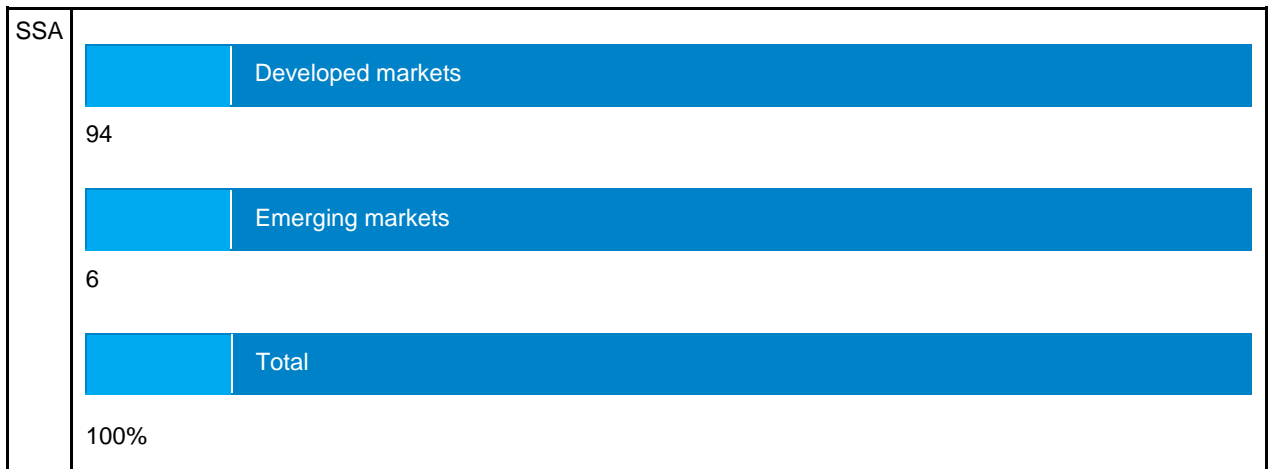 SSA
Developed markets
94
Emerging markets
6
Total
100%